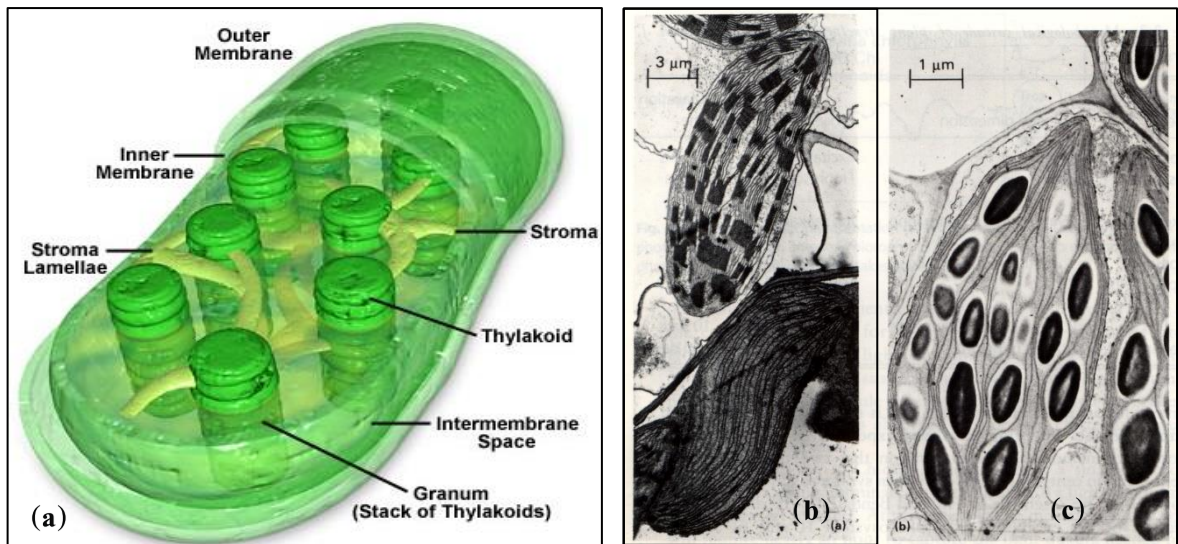 Outer
Membrane
Inner
Membrane
Stroma
Lamellae
Stroma
Thylakoid
Intermembrane
Space
Granum
(Stack of Thylakoids)
(a)
3 μm
(b)
(a)
1 μm
(b)
(c)